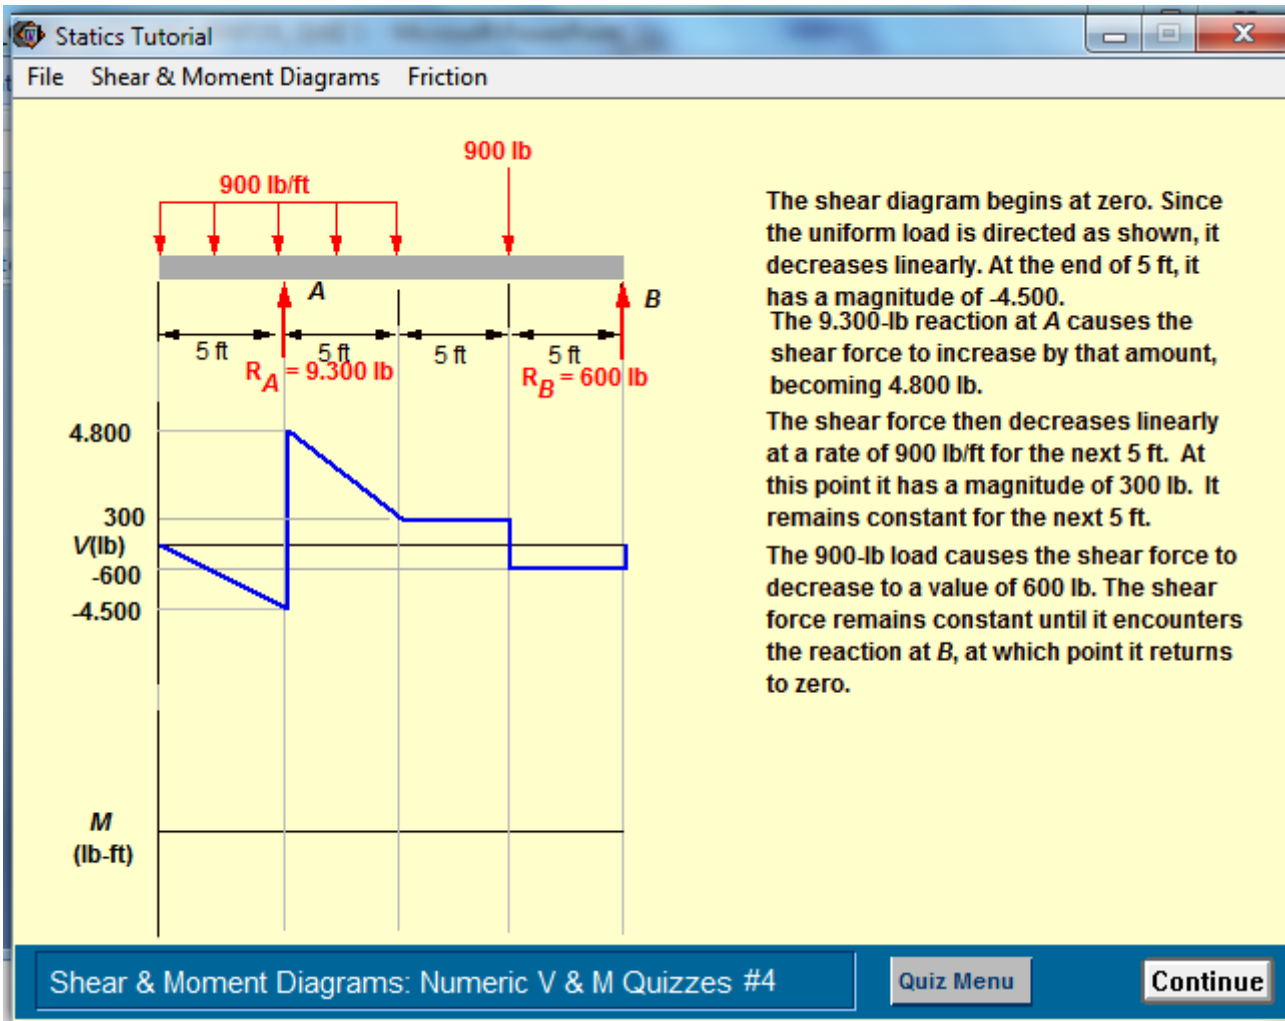 Statics Tutorial
File Shear & Moment Diagrams Friction
900 lb
900 lb/ft
A
B
5 ft 5 ft 5 ft 5 ft
R A = 9.300 lb
R B = 600 lb
4.800
300
V(lb)
-600
-4.500
M
(lb-ft)
The shear diagram begins at zero. Since
the uniform load is directed as shown, it
decreases linearly. At the end of 5 ft, it
has a magnitude of -4.500.
The 9.300-lb reaction at A causes the
shear force to increase by that amount,
becoming 4.800 lb.
The shear force then decreases linearly
at a rate of 900 lb/ft for the next 5 ft. At
this point it has a magnitude of 300 lb. It
remains constant for the next 5 ft.
The 900-lb load causes the shear force to
decrease to a value of 600 lb. The shear
force remains constant until it encounters
the reaction at B, at which point it returns
to zero.
Shear & Moment Diagrams: Numeric V & M Quizzes #4
Quiz Menu
Continue